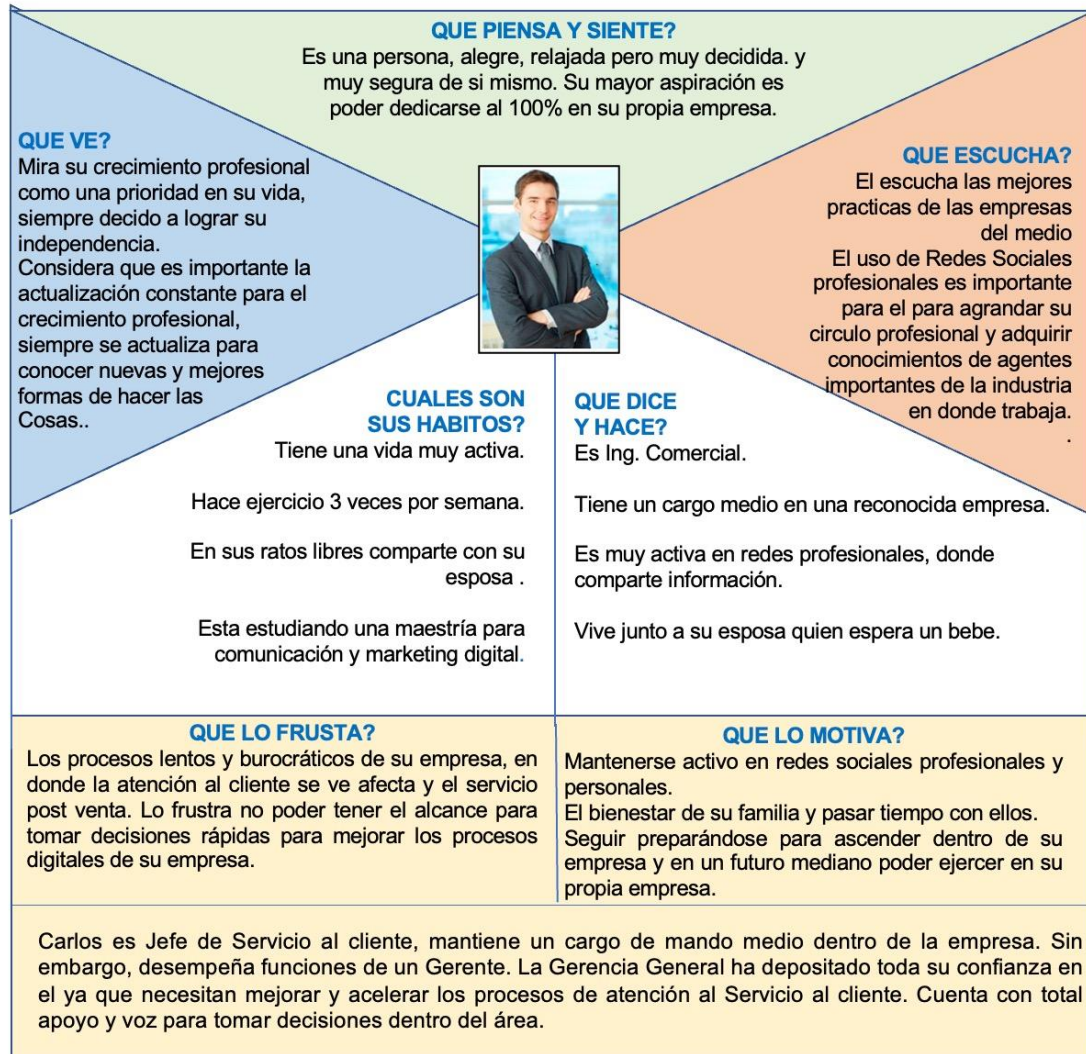 QUE PIENSA Y SIENTE?
Es una persona, alegre, relajada pero muy decidida. y
muy segura de si mismo. Su mayor aspiración es
poder dedicarse al 100% en su propia empresa.
QUE VE?
Mira su crecimiento profesional
como una prioridad en su vida,
siempre decido a lograr su
independencia.
Considera que es importante la
actualización constante para el
crecimiento profesional,
siempre se actualiza para
conocer nuevas y mejores
formas de hacer las
Cosas..
QUE ESCUCHA?
El escucha las mejores
practicas de las empresas
del medio
El uso de Redes Sociales
profesionales es importante
para el para agrandar su
circulo profesional y adquirir
conocimientos de agentes
importantes de la industria
en donde trabaja.
.
CUALES SON
SUS HABITOS?
Tiene una vida muy activa.
Hace ejercicio 3 veces por semana.
En sus ratos libres comparte con su
esposa .
Esta estudiando una maestría para
comunicación y marketing digital.
QUE DICE
Y HACE?
Es Ing. Comercial.
Tiene un cargo medio en una reconocida empresa.
Es muy activa en redes profesionales, donde
comparte información.
Vive junto a su esposa quien espera un bebe.
QUE LO FRUSTA?
Los procesos lentos y burocráticos de su empresa, en
donde la atención al cliente se ve afecta y el servicio
post venta. Lo frustra no poder tener el alcance para
tomar decisiones rápidas para mejorar los procesos
digitales de su empresa.
QUE LO MOTIVA?
Mantenerse activo en redes sociales profesionales y
personales.
El bienestar de su familia y pasar tiempo con ellos.
Seguir preparándose para ascender dentro de su
empresa y en un futuro mediano poder ejercer en su
propia empresa.
Carlos es Jefe de Servicio al cliente, mantiene un cargo de mando medio dentro de la empresa. Sin
embargo, desempeña funciones de un Gerente. La Gerencia General ha depositado toda su confianza en
el ya que necesitan mejorar y acelerar los procesos de atención al Servicio al cliente. Cuenta con total
apoyo y voz para tomar decisiones dentro del área.